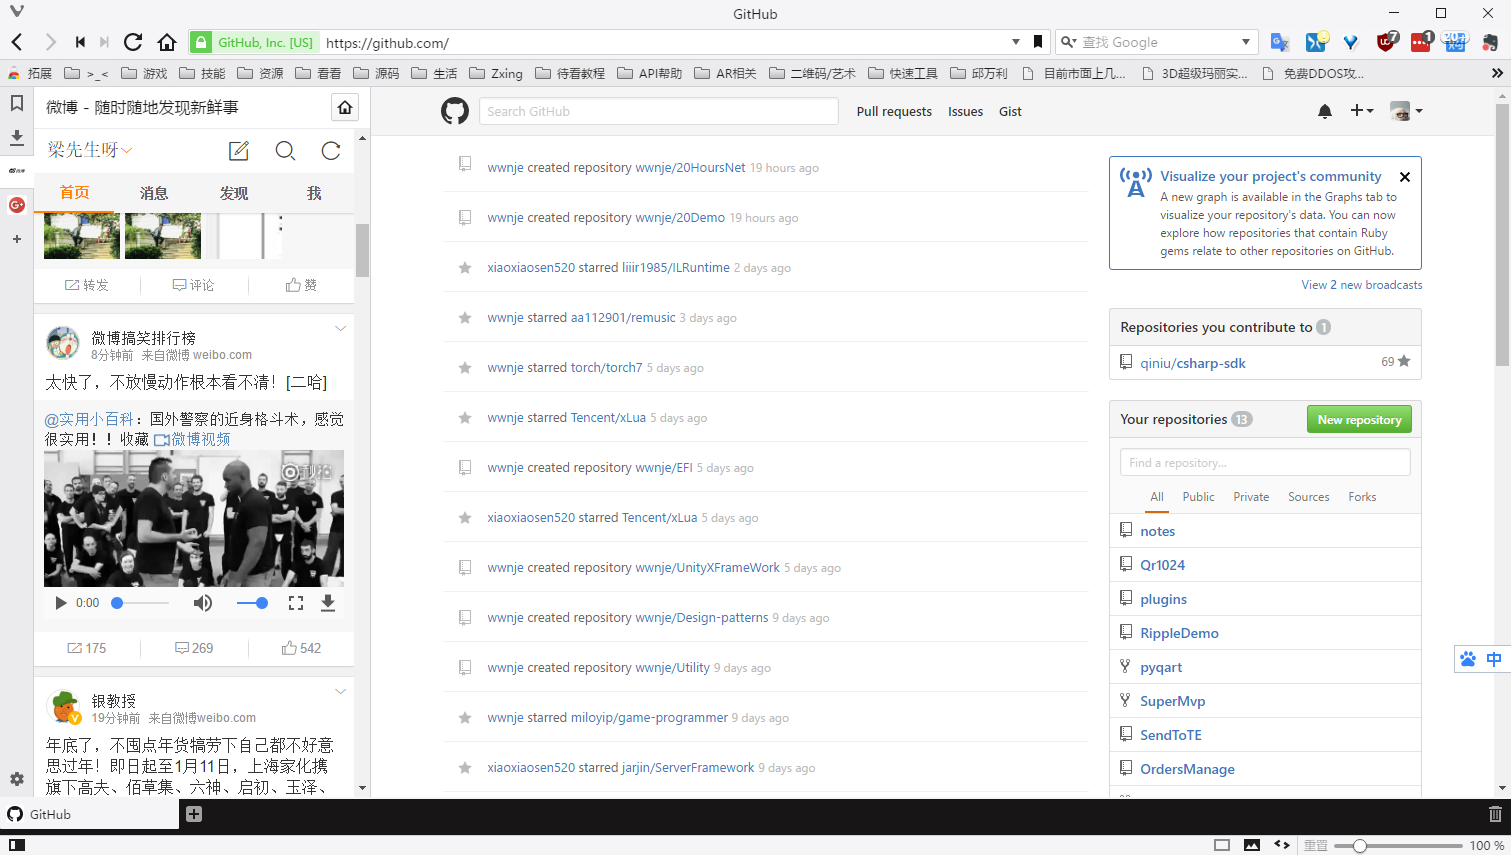 GitHub
GitHub, Inc. [US] https://github.com/
查找 Google
7
1
20+
拓展 >_< 游戏 技能 资源 看看 源码 生活 Zxing 待看教程 API帮助 AR相关 二维码/艺术 快速工具 邱万利 目前市面上几... 3D超级玛丽实... 免费DDOS攻...
微博 - 随时随地发现新鲜事
梁先生呀
首页 消息 发现 我
转发 评论 赞
微博搞笑排行榜
8分钟前 来自微博 weibo.com
太快了，不放慢动作根本看不清！[二哈]
@实用小百科：国外警察的近身格斗术，感觉
很实用！！收藏 微博视频
秒拍
0:00
175 269 542
银教授
19分钟前 来自微博weibo.com
年底了，不囤点年货犒劳下自己都不好意
思过年！即日起至1月11日，上海家化携
旗下高夫、佰草集、六神、启初、玉泽、
Search GitHub
Pull requests Issues Gist
wwnje created repository wwnje/20HoursNet 19 hours ago
wwnje created repository wwnje/20Demo 19 hours ago
xiaoxiaosen520 starred liiir1985/ILRuntime 2 days ago
wwnje starred aa112901/remusic 3 days ago
wwnje starred torch/torch7 5 days ago
wwnje starred Tencent/xLua 5 days ago
wwnje created repository wwnje/EFI 5 days ago
xiaoxiaosen520 starred Tencent/xLua 5 days ago
wwnje created repository wwnje/UnityXFrameWork 5 days ago
wwnje created repository wwnje/Design-patterns 9 days ago
wwnje created repository wwnje/Utility 9 days ago
wwnje starred miloyip/game-programmer 9 days ago
xiaoxiaosen520 starred jarjin/ServerFramework 9 days ago
Visualize your project's community
A new graph is available in the Graphs tab to
visualize your repository's data. You can now
explore how repositories that contain Ruby
gems relate to other repositories on GitHub.
View 2 new broadcasts
Repositories you contribute to 1
qiniu/csharp-sdk 69
Your repositories 13 New repository
Find a repository...
All Public Private Sources Forks
notes
Qr1024
plugins
RippleDemo
pyqart
SuperMvp
SendToTE
OrdersManage
中
GitHub
重置 100 %